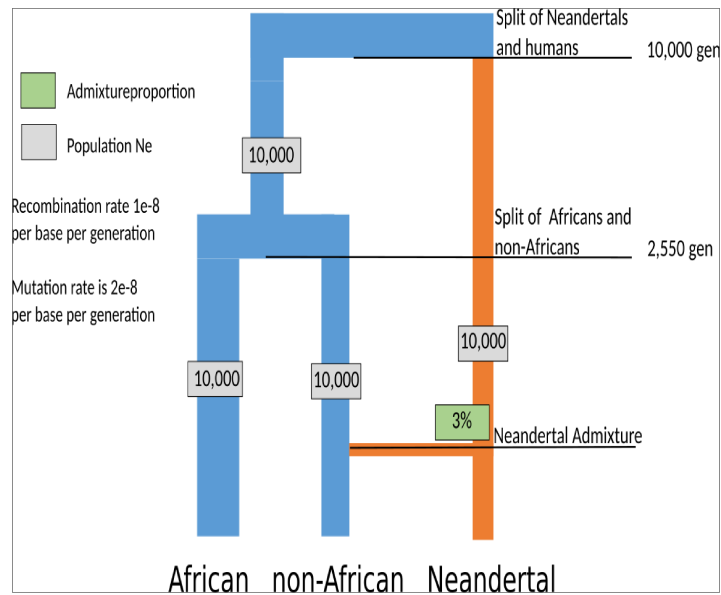 Split of Neandertals
and humans
10,000 gen
Admixtureproportion
Population Ne
10,000
Recombination rate 1e-8
per base per generation
Split of Africans and
non-Africans
2,550 gen
Mutation rate is 2e-8
per base per generation
10,000
10,000
10,000
3%
Neandertal Admixture
African non-African Neandertal